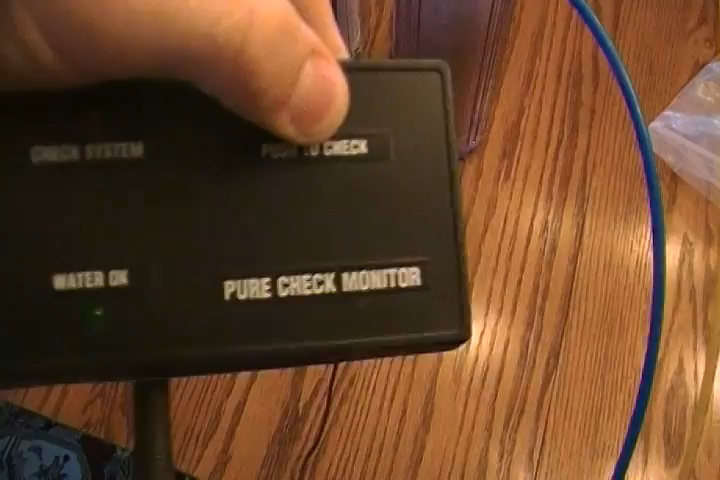 CHECK SYSTEM
PUSH TO CHECK
WATER OK
PURE CHECK MONITOR